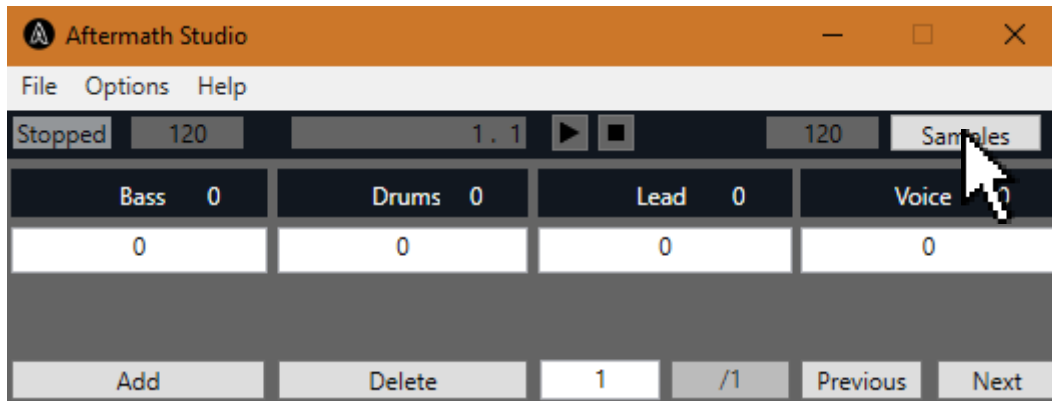 Aftermath Studio
File Options Help
Stopped 120 1. 1 120 Samples
Bass 0 Drums 0 Lead 0 Voice 0
0 0 0 0
Add Delete 1 /1 Previous Next